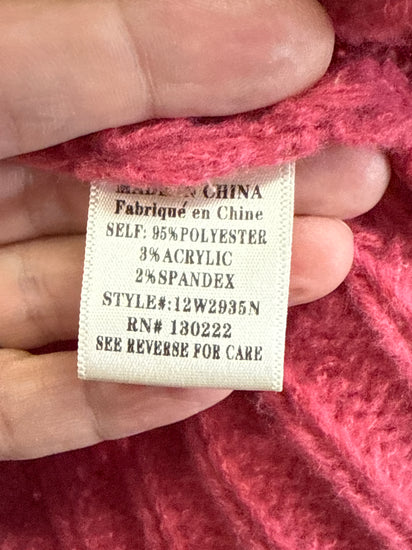 MADE IN CHINA
Fabriqué en Chine
SELF: 95%POLYESTER
3%ACRYLIC
2%SPANDEX
STYLE#:12W2935N
RN# 130222
SEE REVERSE FOR CARE